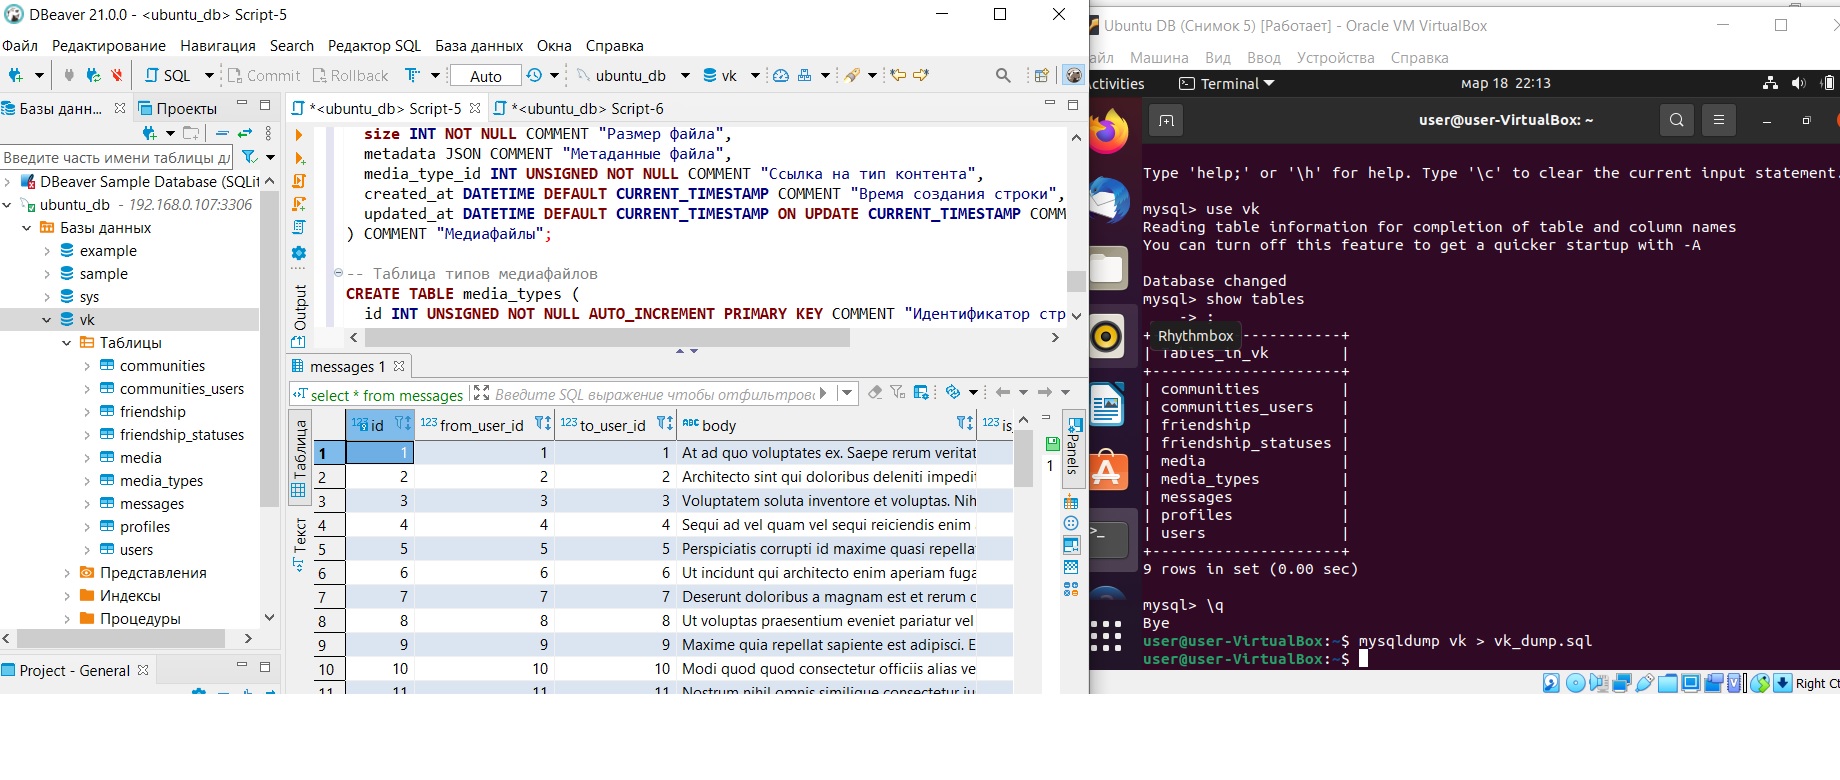 DBeaver 21.0.0 - <ubuntu_db> Script-5
Файл Редактирование Навигация Search Редактор SQL База данных Окна Справка
SQL Commit Rollback T Auto ubuntu_db vk
Базы данн... Проекты
Введите часть имени таблицы дл
DBeaver Sample Database (SQLit
ubuntu_db - 192.168.0.107:3306
Базы данных
example
sample
sys
vk
Таблицы
communities
communities_users
friendship
friendship_statuses
media
media_types
messages
profiles
users
Представления
Индексы
Процедуры
Project - General
*<ubuntu_db> Script-5 *<ubuntu_db> Script-6
size INT NOT NULL COMMENT "Размер файла",
metadata JSON COMMENT "Метаданные файла",
media_type_id INT UNSIGNED NOT NULL COMMENT "Ссылка на тип контента",
created_at DATETIME DEFAULT CURRENT_TIMESTAMP COMMENT "Время создания строки",
updated_at DATETIME DEFAULT CURRENT_TIMESTAMP ON UPDATE CURRENT_TIMESTAMP COMM
) COMMENT "Медиафайлы";
-- Таблица типов медиафайлов
CREATE TABLE media_types (
id INT UNSIGNED NOT NULL AUTO_INCREMENT PRIMARY KEY COMMENT "Идентификатор стр
Output
messages 1
select * from messages Введите SQL выражение чтобы отфильтрова
Таблица
Текст
123 id 123 from_user_id 123 to_user_id ABC body 123 is_
1 1 1 1 At ad quo voluptates ex. Saepe rerum veritat
2 2 2 2 Architecto sint qui doloribus deleniti impedit
3 3 3 3 Voluptatem soluta inventore et voluptas. Nih
4 4 4 4 Sequi ad vel quam vel sequi reiciendis enim
5 5 5 5 Perspiciatis corrupti id maxime quasi repella
6 6 6 6 Ut incidunt qui architecto enim aperiam fuga
7 7 7 7 Deserunt doloribus a magnam est et rerum c
8 8 8 8 Ut voluptas praesentium eveniet pariatur vel
9 9 9 9 Maxime quia repellat sapiente est adipisci. E
10 10 10 10 Modi quod quod consectetur officiis alias ve
11 11 11 11 Nostrum nihil omnis similique consectetur iu
1
Panels
Ubuntu DB (Снимок 5) [Работает] - Oracle VM VirtualBox
айл Машина Вид Ввод Устройства Справка
ctivities Terminal мар 18 22:13
user@user-VirtualBox: ~
Type 'help;' or '\h' for help. Type '\c' to clear the current input statement.
mysql> use vk
Reading table information for completion of table and column names
You can turn off this feature to get a quicker startup with -A
Database changed
mysql> show tables
-> ;
+---------------------+
Rhythmbox
| Tables_in_vk |
+---------------------+
| communities |
| communities_users |
| friendship |
| friendship_statuses |
| media |
| media_types |
| messages |
| profiles |
| users |
+---------------------+
9 rows in set (0.00 sec)
mysql> \q
Bye
user@user-VirtualBox:~$ mysqldump vk > vk_dump.sql
user@user-VirtualBox:~$
Right Ct